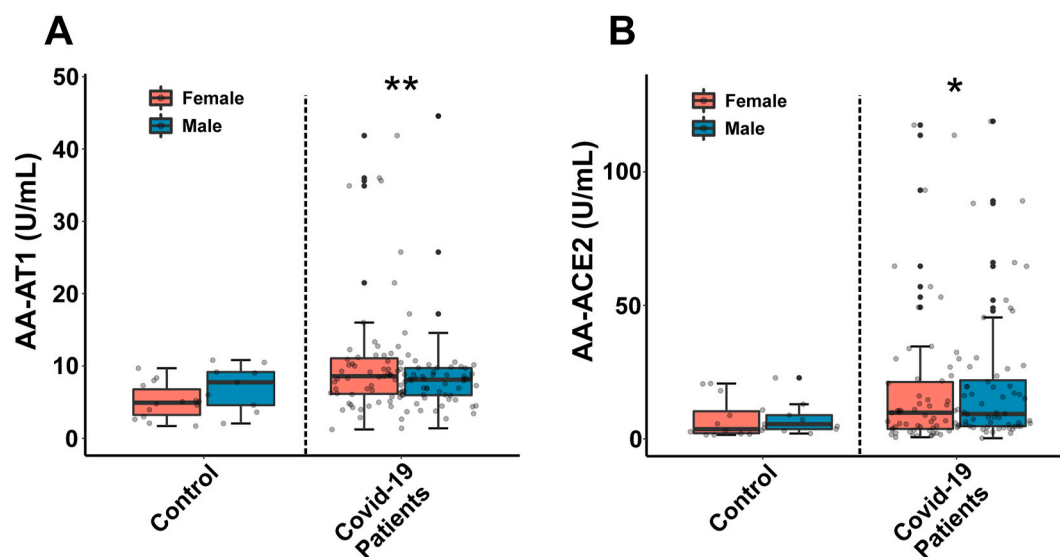 A
AA-AT1 (U/mL)
50
40
30
20
10
0
Female
Male
**
Control
Covid-19
Patients
B
AA-ACE2 (U/mL)
100
50
0
Female
Male
*
Control
Covid-19
Patients